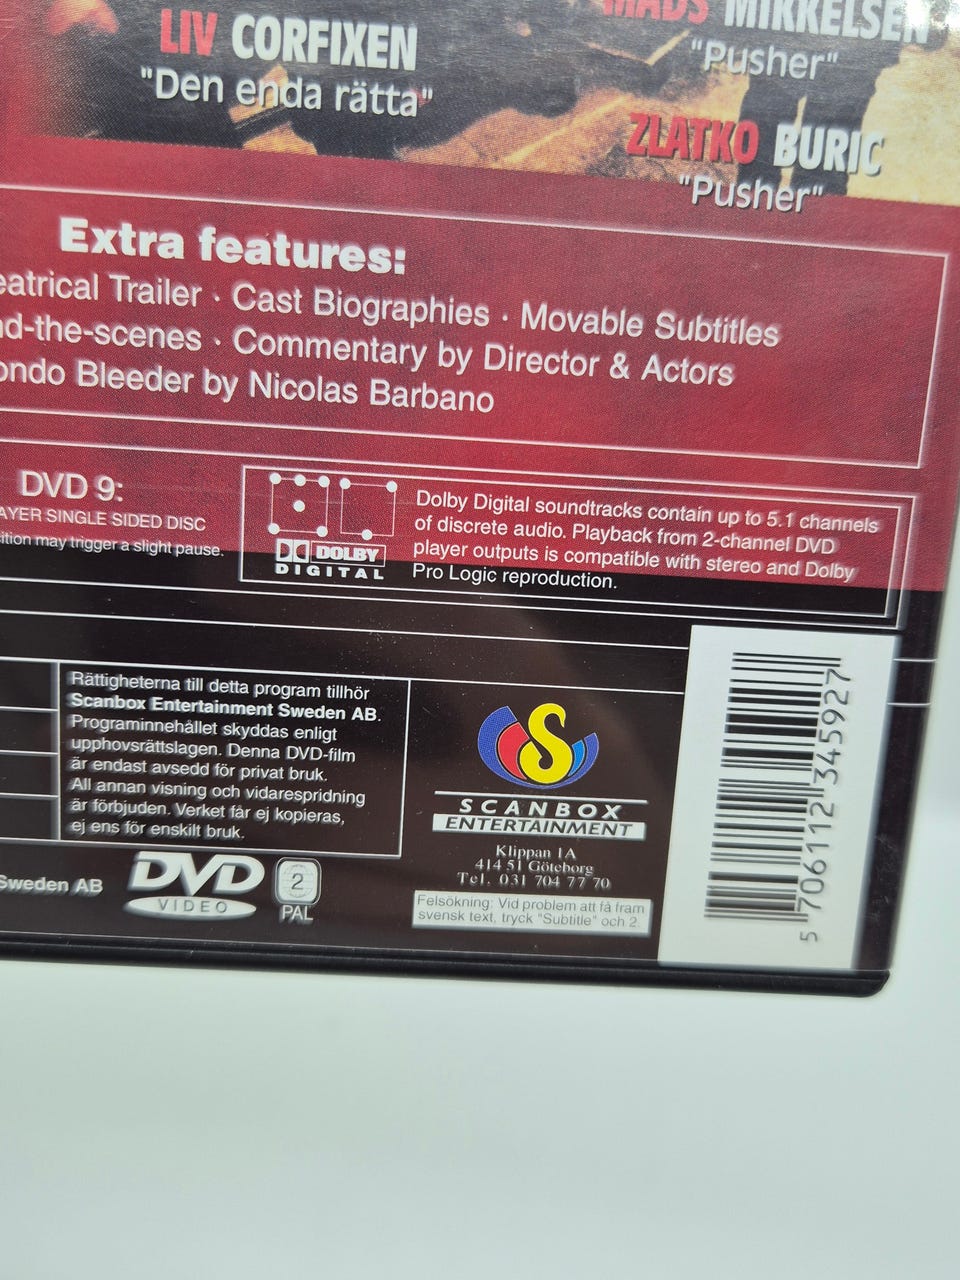 LIV CORFIXEN
"Den enda rätta"
MADS MIKKELSEN
"Pusher"
ZLATKO BURIC
"Pusher"
Extra features:
Trailer · Cast Biographies · Movable Subtitles
· Commentary by Director & Actors
Bleeder by Nicolas Barbano
DVD 9:
SINGLE SIDED DISC
may trigger a slight pause.
DOLBY
DIGITAL
Dolby Digital soundtracks contain up to 5.1 channels
of discrete audio. Playback from 2-channel DVD
player outputs is compatible with stereo and Dolby
Pro Logic reproduction.
Rättigheterna till detta program tillhör
Scanbox Entertainment Sweden AB.
Programinnehållet skyddas enligt
upphovsrättslagen. Denna DVD-film
är endast avsedd för privat bruk.
All annan visning och vidarespridning
är förbjuden. Verket får ej kopieras,
ej ens för enskilt bruk.
Sweden AB
DVD
VIDEO
2
PAL
S
SCANBOX
ENTERTAINMENT
Klippan 1A
414 51 Göteborg
Tel. 031 704 77 70
Felsökning: Vid problem att få fram
svensk text, tryck "Subtitle" och 2.
5 706112 345927